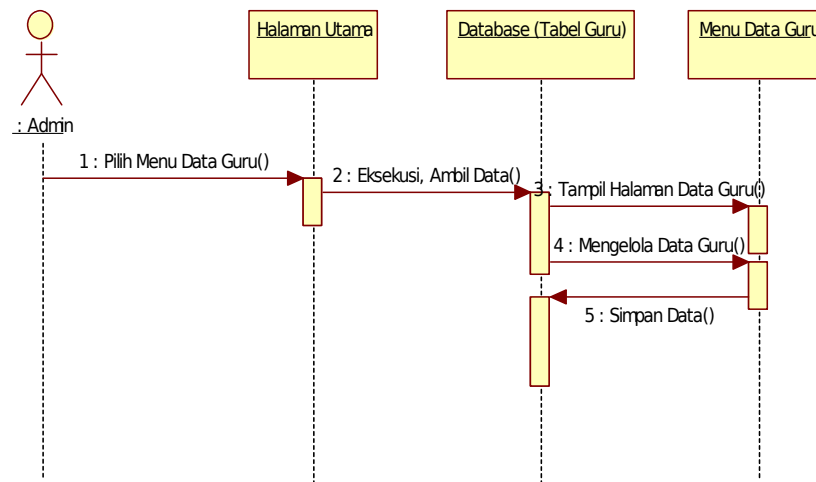 Halaman Utama
Database (Tabel Guru)
Menu Data Guru
: Admin
1 : Pilih Menu Data Guru()
2 : Eksekusi, Ambil Data()
3 : Tampil Halaman Data Guru()
4 : Mengelola Data Guru()
5 : Simpan Data()